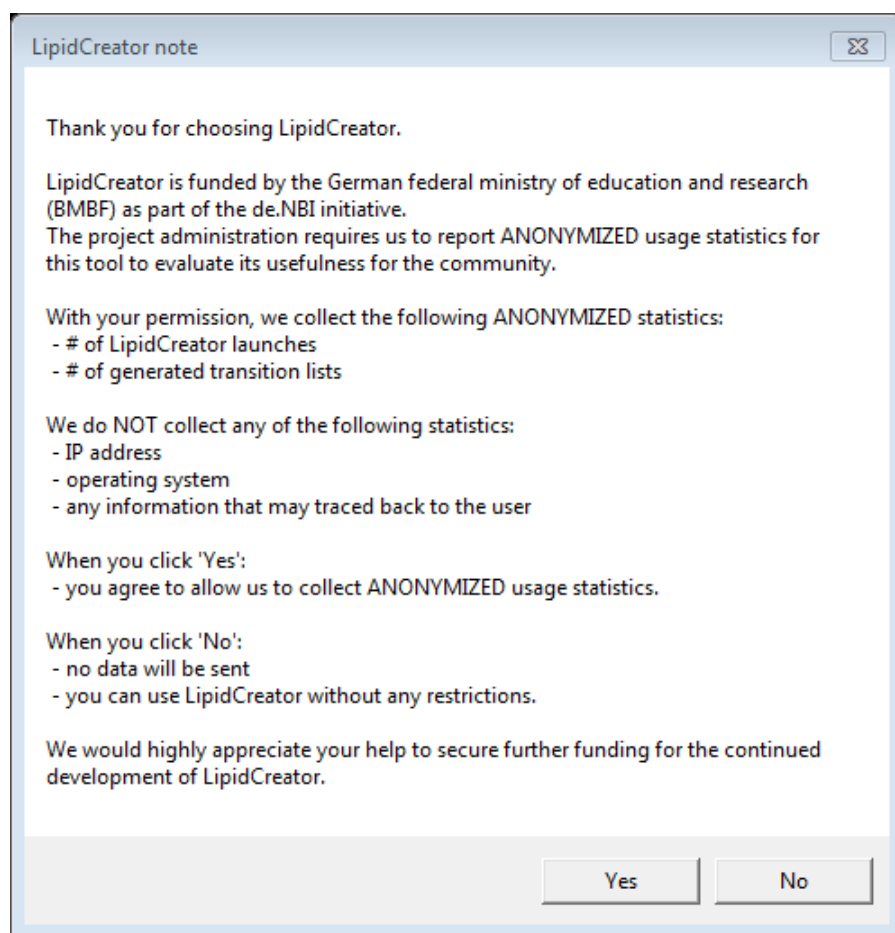 LipidCreator note
Thank you for choosing LipidCreator.
LipidCreator is funded by the German federal ministry of education and research
(BMBF) as part of the de.NBI initiative.
The project administration requires us to report ANONYMIZED usage statistics for
this tool to evaluate its usefulness for the community.
With your permission, we collect the following ANONYMIZED statistics:
- # of LipidCreator launches
- # of generated transition lists
We do NOT collect any of the following statistics:
- IP address
- operating system
- any information that may traced back to the user
When you click 'Yes':
- you agree to allow us to collect ANONYMIZED usage statistics.
When you click 'No':
- no data will be sent
- you can use LipidCreator without any restrictions.
We would highly appreciate your help to secure further funding for the continued
development of LipidCreator.
Yes No